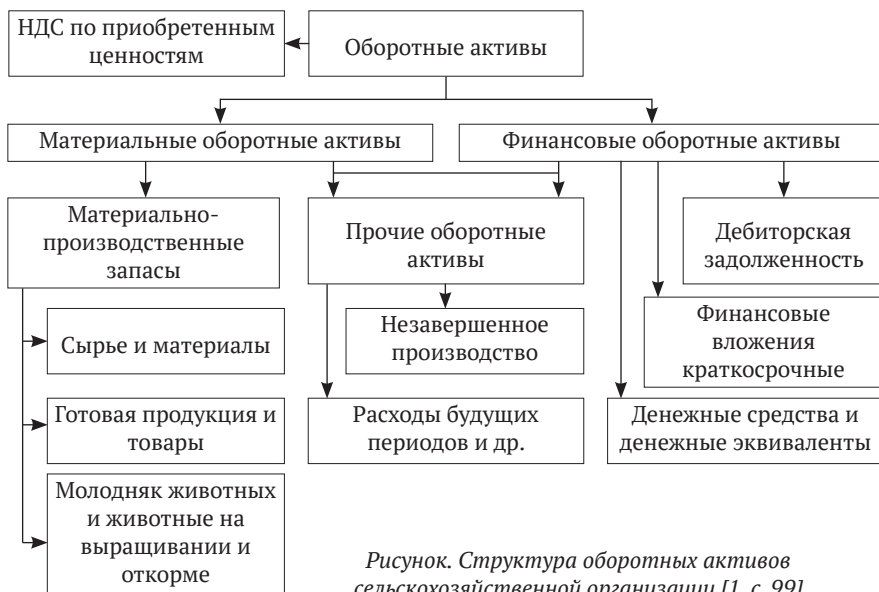 НДС по приобретенным
ценностям
Оборотные активы
Материальные оборотные активы
Финансовые оборотные активы
Материально-
производственные
запасы
Прочие оборотные
активы
Дебиторская
задолженность
Сырье и материалы
Незавершенное
производство
Финансовые
вложения
краткосрочные
Готовая продукция и
товары
Расходы будущих
периодов и др.
Денежные средства и
денежные эквиваленты
Молодняк животных
и животные на
выращивании и
откорме
Рисунок. Структура оборотных активов
сельскохозяйственной организации [1, с. 99]